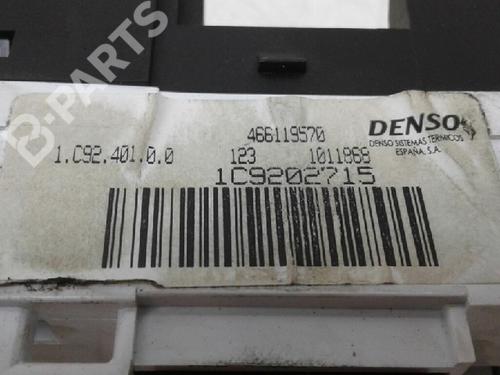 B-PARTS
466119570
DENSO
DENSO SISTEMAS TERMICOS
ESPAÑA, S.A.
1.C92.401.0.0
123
1011868
1C9202715